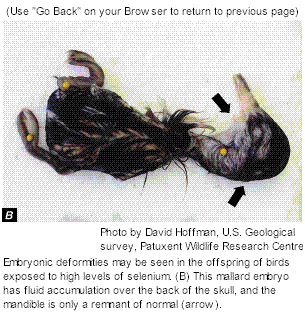 (Use "Go Back" on your Browser to return to previous page)
B
Photo by David Hoffman, U.S. Geological
survey, Patuxent Wildlife Research Centre
Embryonic deformities may be seen in the offspring of birds
exposed to high levels of selenium. (B) This mallard embryo
has fluid accumulation over the back of the skull, and the
mandible is only a remnant of normal (arrow).